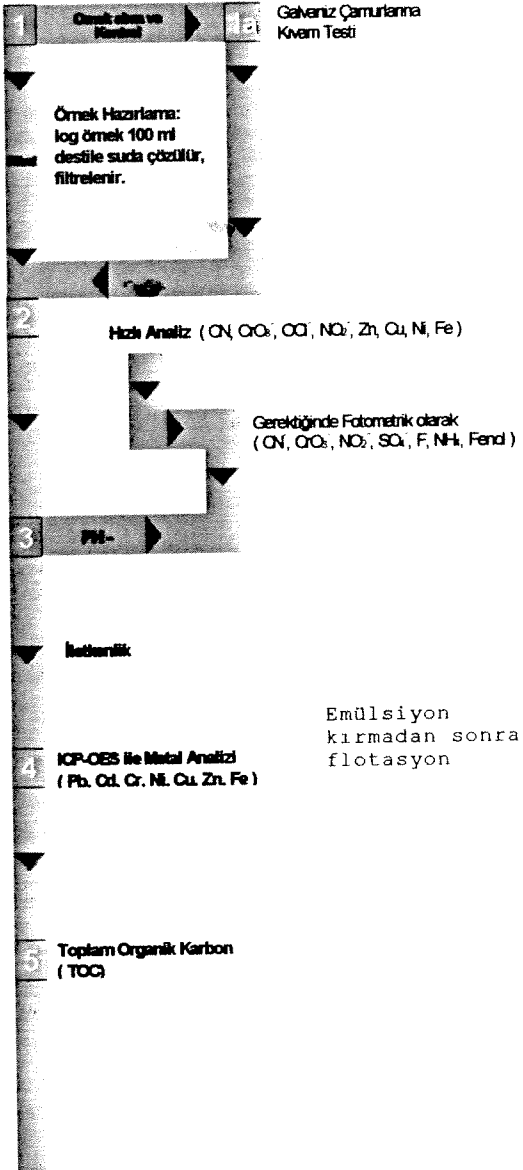 1
Örnek alımı ve
Kontrol
1a
Galvaniz Çamurlarına
Kıvam Testi
Örnek Hazırlama:
log örnek 100 ml
destile suda çözülür,
filtrelenir.
2
Hızlı Analiz ( CN, CrO₃⁻, OCl⁻, NO₂⁻, Zn, Cu, Ni, Fe )
Gerektiğinde Fotometrik olarak
( CN⁻, CrO₃⁻, NO₂⁻, SO₄⁻, F, NH₄, Fenol )
3
PH-
İletkenlik
Emülsiyon
kırmadan sonra
flotasyon
4
ICP-OES ile Metal Analizi
( Pb, Cd, Cr, Ni, Cu, Zn, Fe )
5
Toplam Organik Karbon
( TOC)